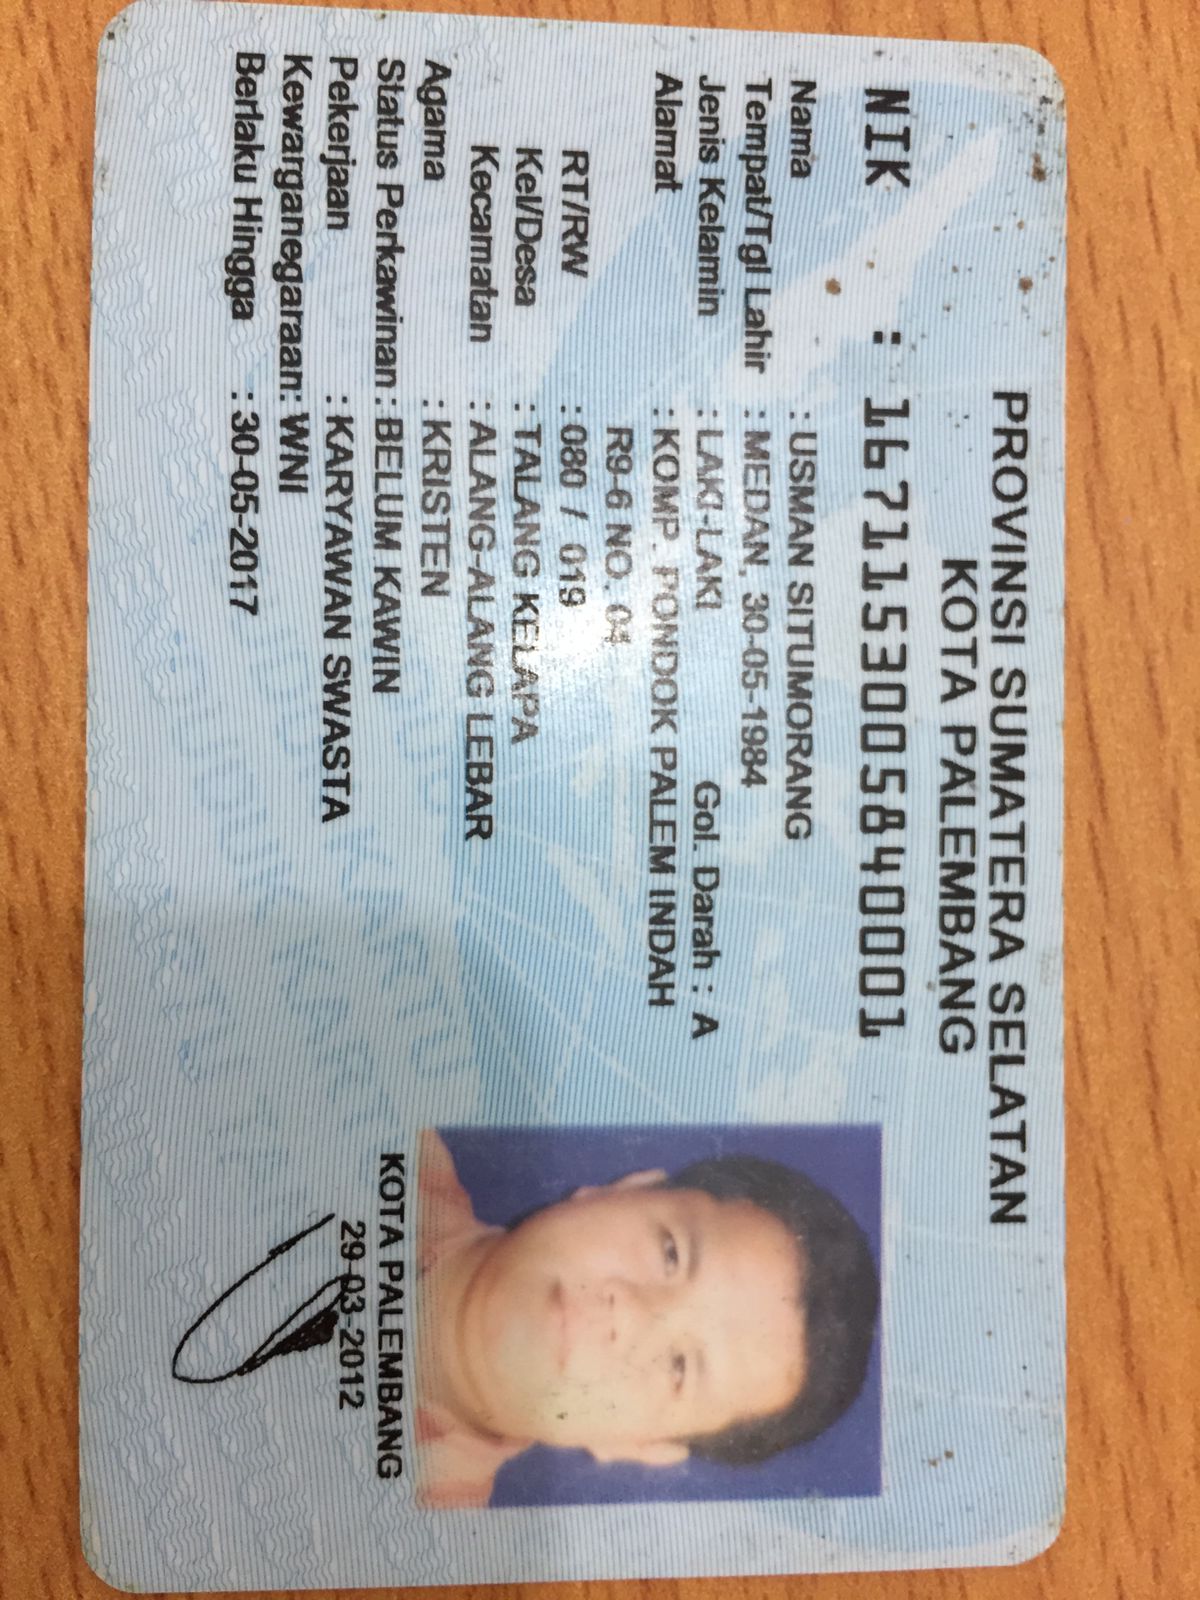 PROVINSI SUMATERA SELATAN
KOTA PALEMBANG
NIK : 1671153005840001
Nama : USMAN SITUMORANG
Tempat/Tgl Lahir : MEDAN, 30-05-1984
Jenis Kelamin : LAKI-LAKI Gol. Darah : A
Alamat : KOMP. PONDOK PALEM INDAH
R9-6 NO. 04
RT/RW : 080 / 019
Kel/Desa : TALANG KELAPA
Kecamatan : ALANG-ALANG LEBAR
Agama : KRISTEN
Status Perkawinan : BELUM KAWIN
Pekerjaan : KARYAWAN SWASTA
Kewarganegaraan: WNI
Berlaku Hingga : 30-05-2017
KOTA PALEMBANG
29-03-2012